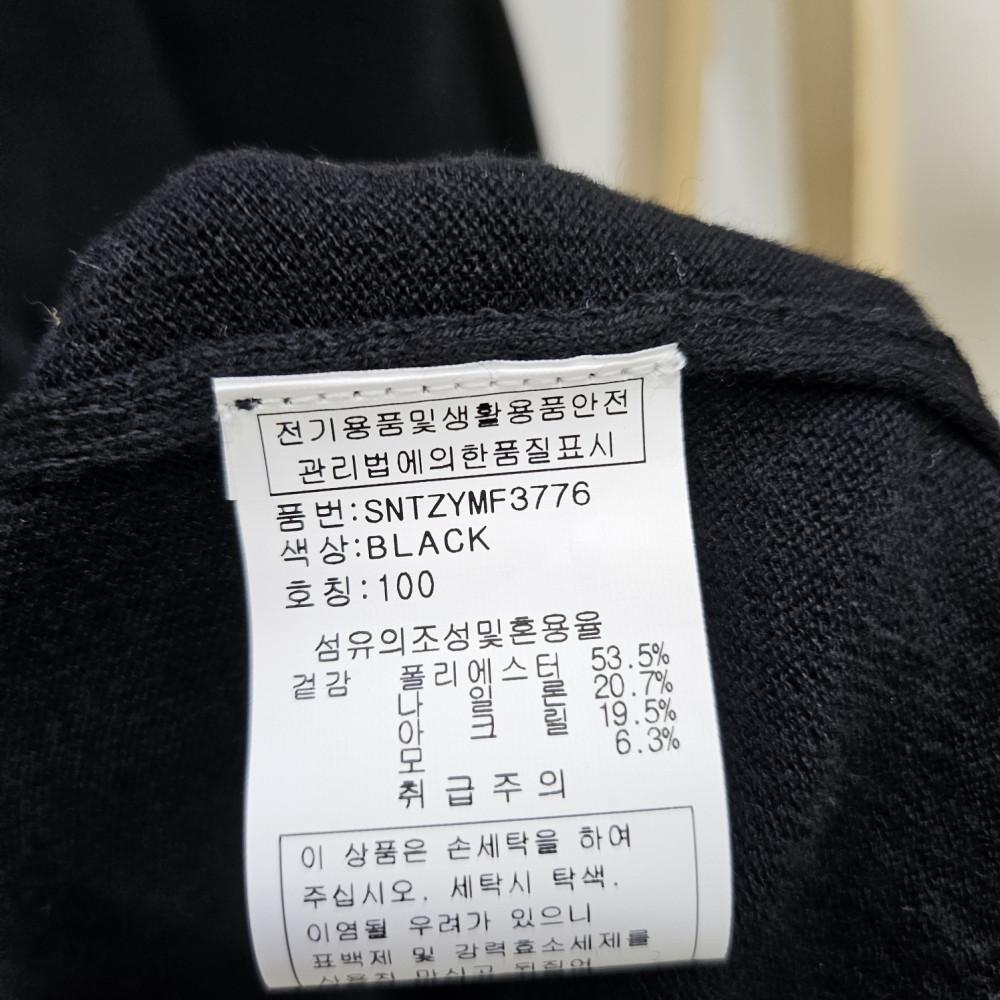 전기용품및생활용품안전
관리법에의한품질표시
품번:SNTZYMF3776
색상:BLACK
호칭:100
섬유의조성및혼용율
겉감 폴리에스터 53.5%
나일론 20.7%
아크릴 19.5%
모 6.3%
취급주의
이 상품은 손세탁을 하여
주십시오. 세탁시 탁색.
이염될 우려가 있으니
표백제 및 강력효소세제를